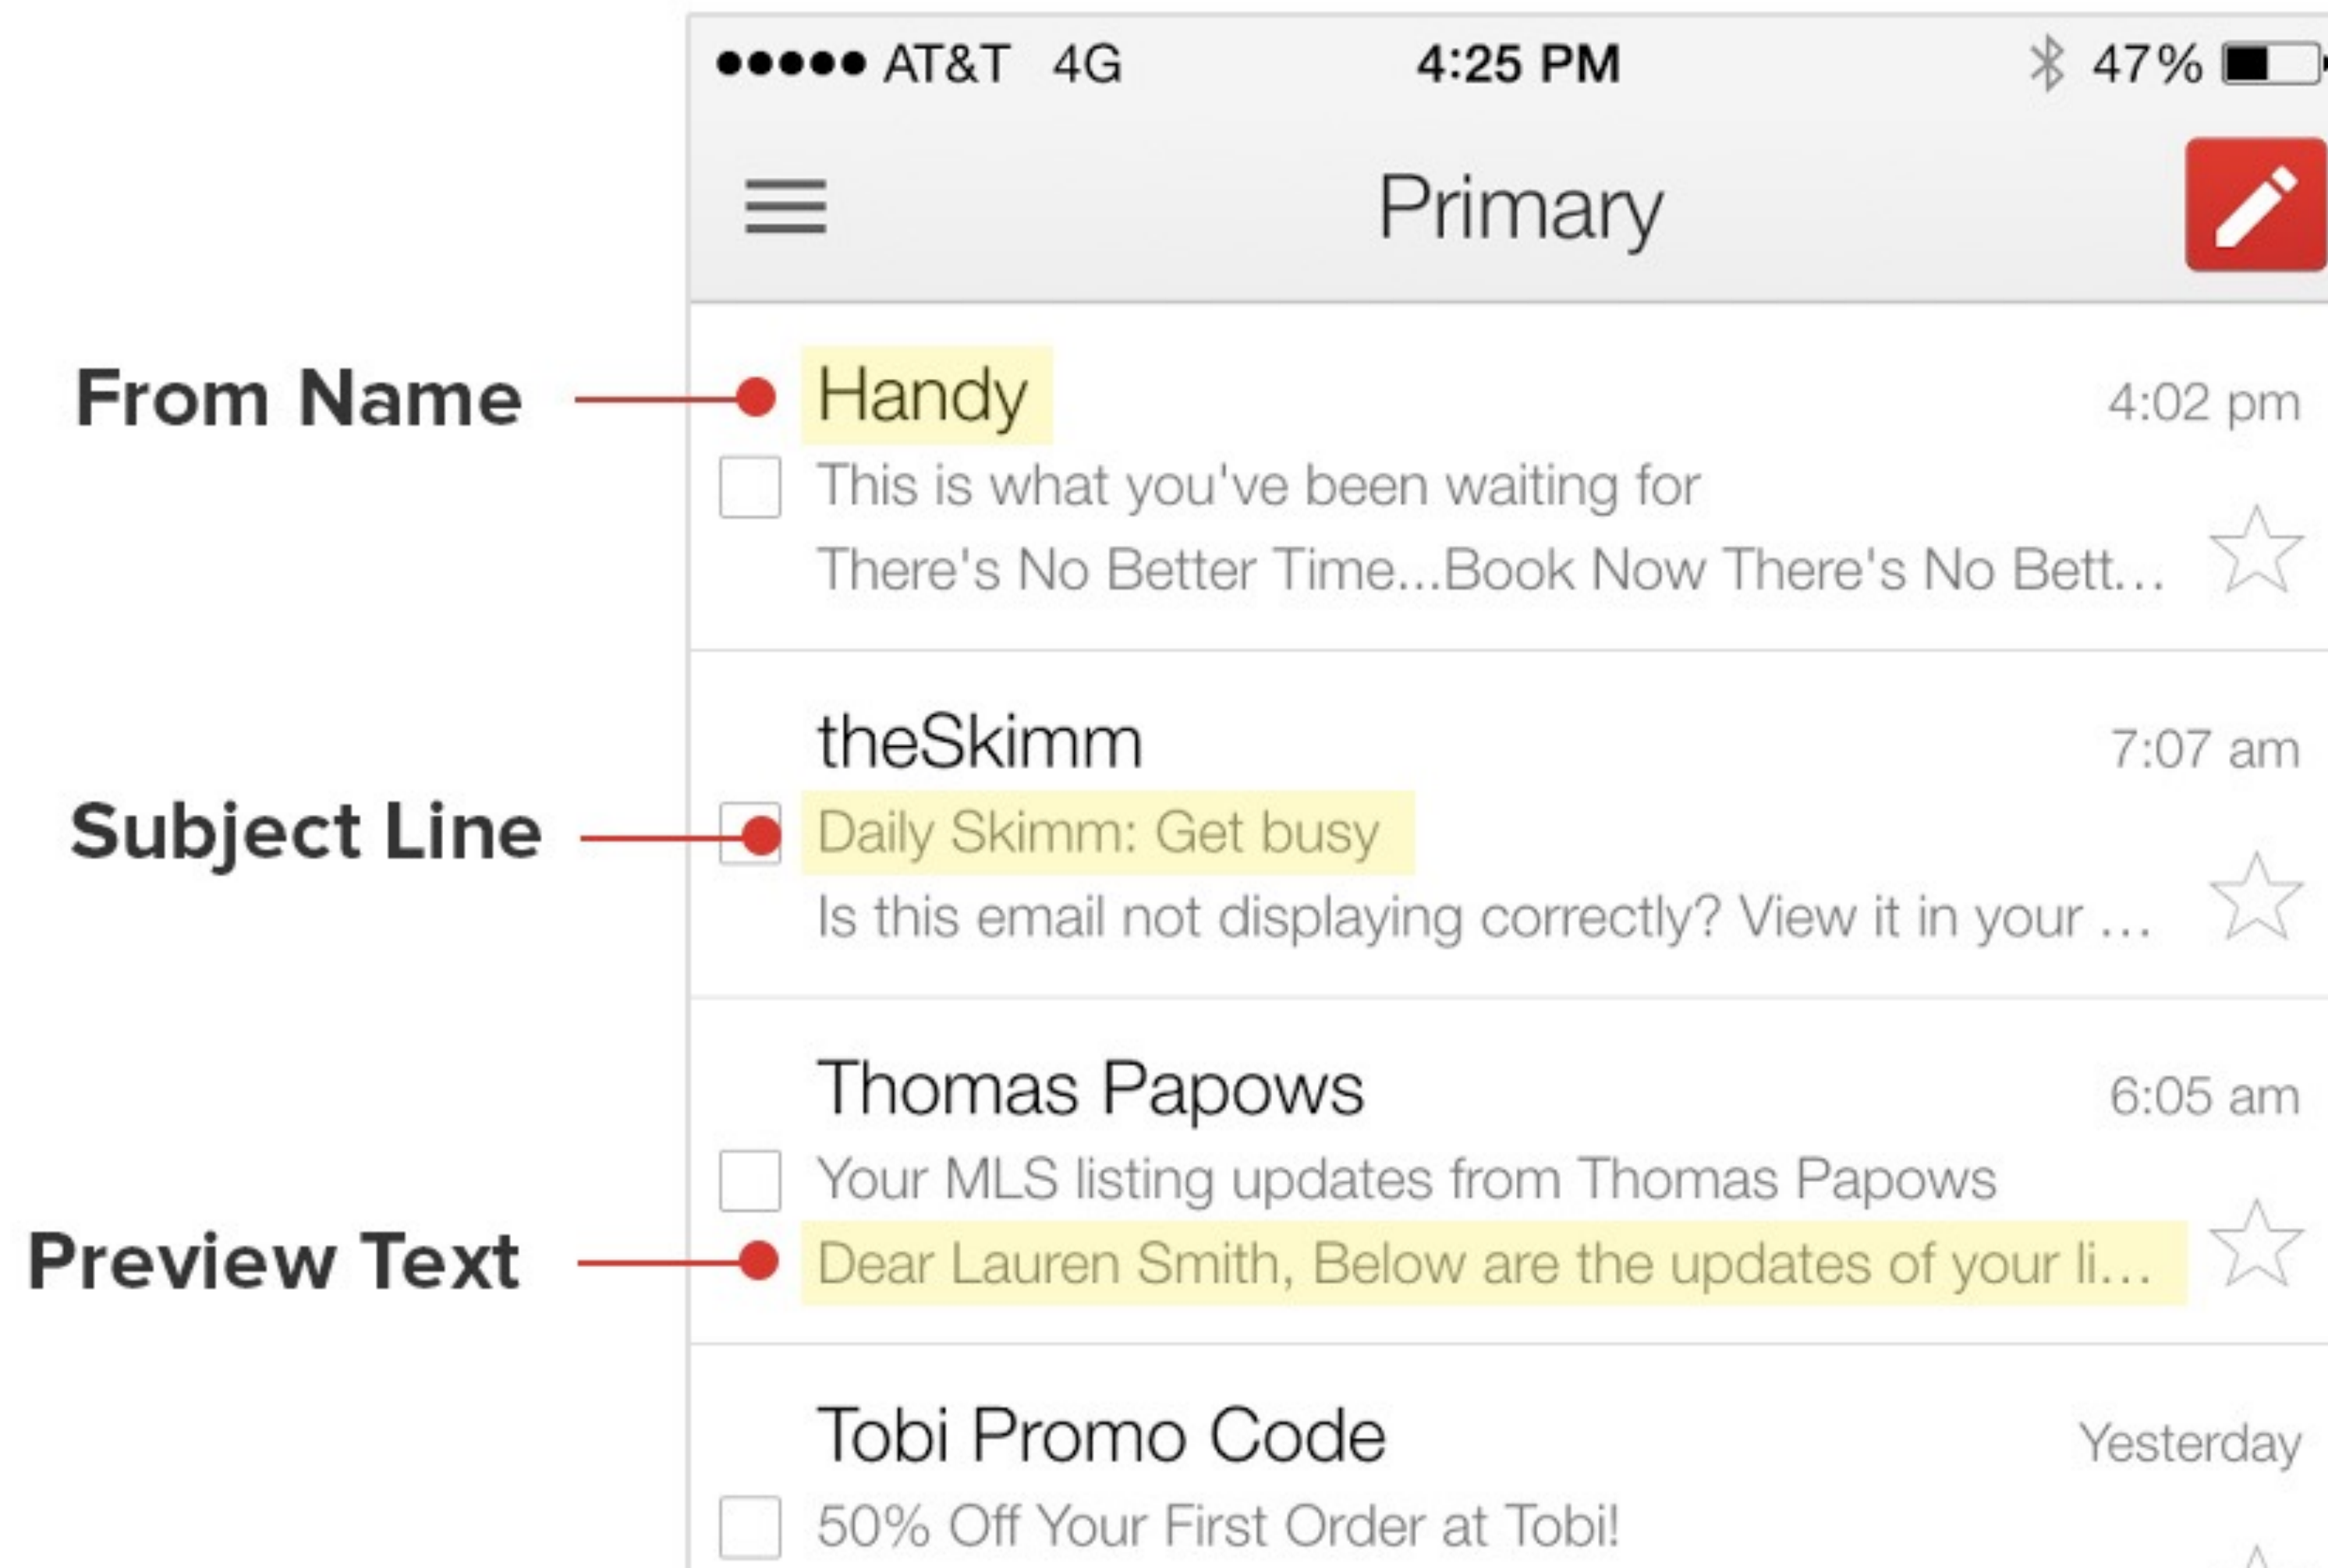 AT&T 4G 4:25 PM 47%
Primary
From Name
Handy 4:02 pm
This is what you've been waiting for
There's No Better Time...Book Now There's No Bett...
theSkimm 7:07 am
Subject Line
Daily Skimm: Get busy
Is this email not displaying correctly? View it in your ...
Thomas Papows 6:05 am
Your MLS listing updates from Thomas Papows
Preview Text
Dear Lauren Smith, Below are the updates of your li...
Tobi Promo Code Yesterday
50% Off Your First Order at Tobi!